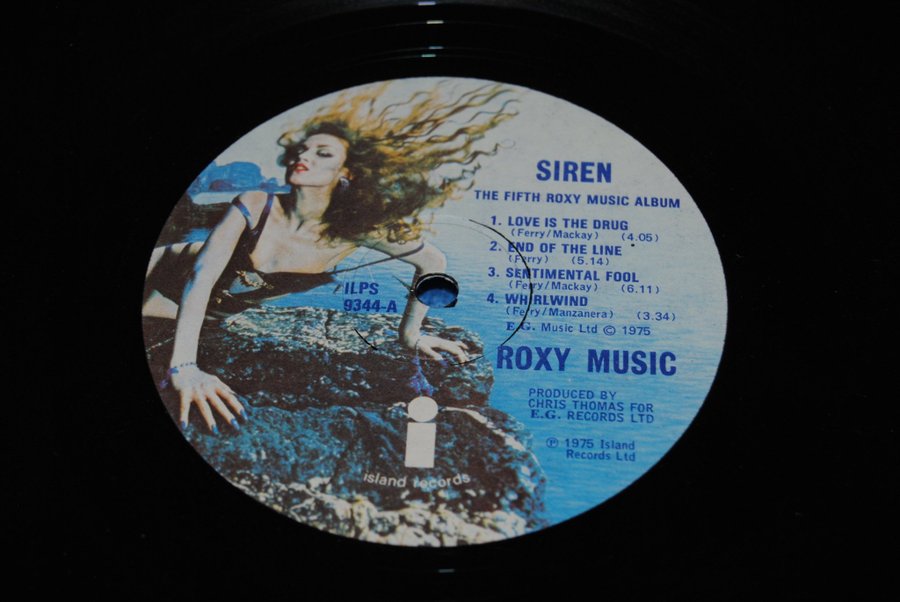 SIREN
THE FIFTH ROXY MUSIC ALBUM
1. LOVE IS THE DRUG
(Ferry/Mackay) (4.05)
2. END OF THE LINE
(Ferry) (5.14)
3. SENTIMENTAL FOOL
(Ferry/Mackay) (6.11)
4. WHIRLWIND
(Ferry/Manzanera) (3.34)
E.G. Music Ltd © 1975
ILPS
9344-A
ROXY MUSIC
PRODUCED BY
CHRIS THOMAS FOR
E.G. RECORDS LTD
℗ 1975 Island
Records Ltd
i
island records